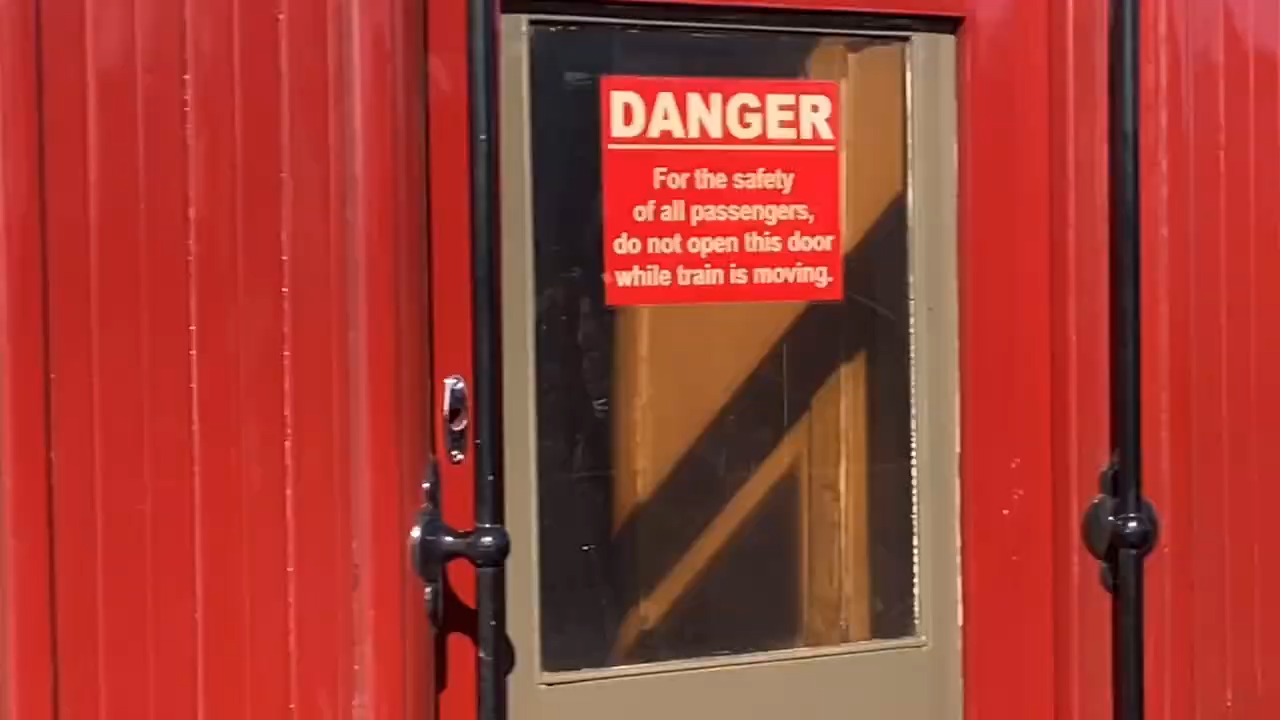 DANGER
For the safety
of all passengers,
do not open this door
while train is moving.